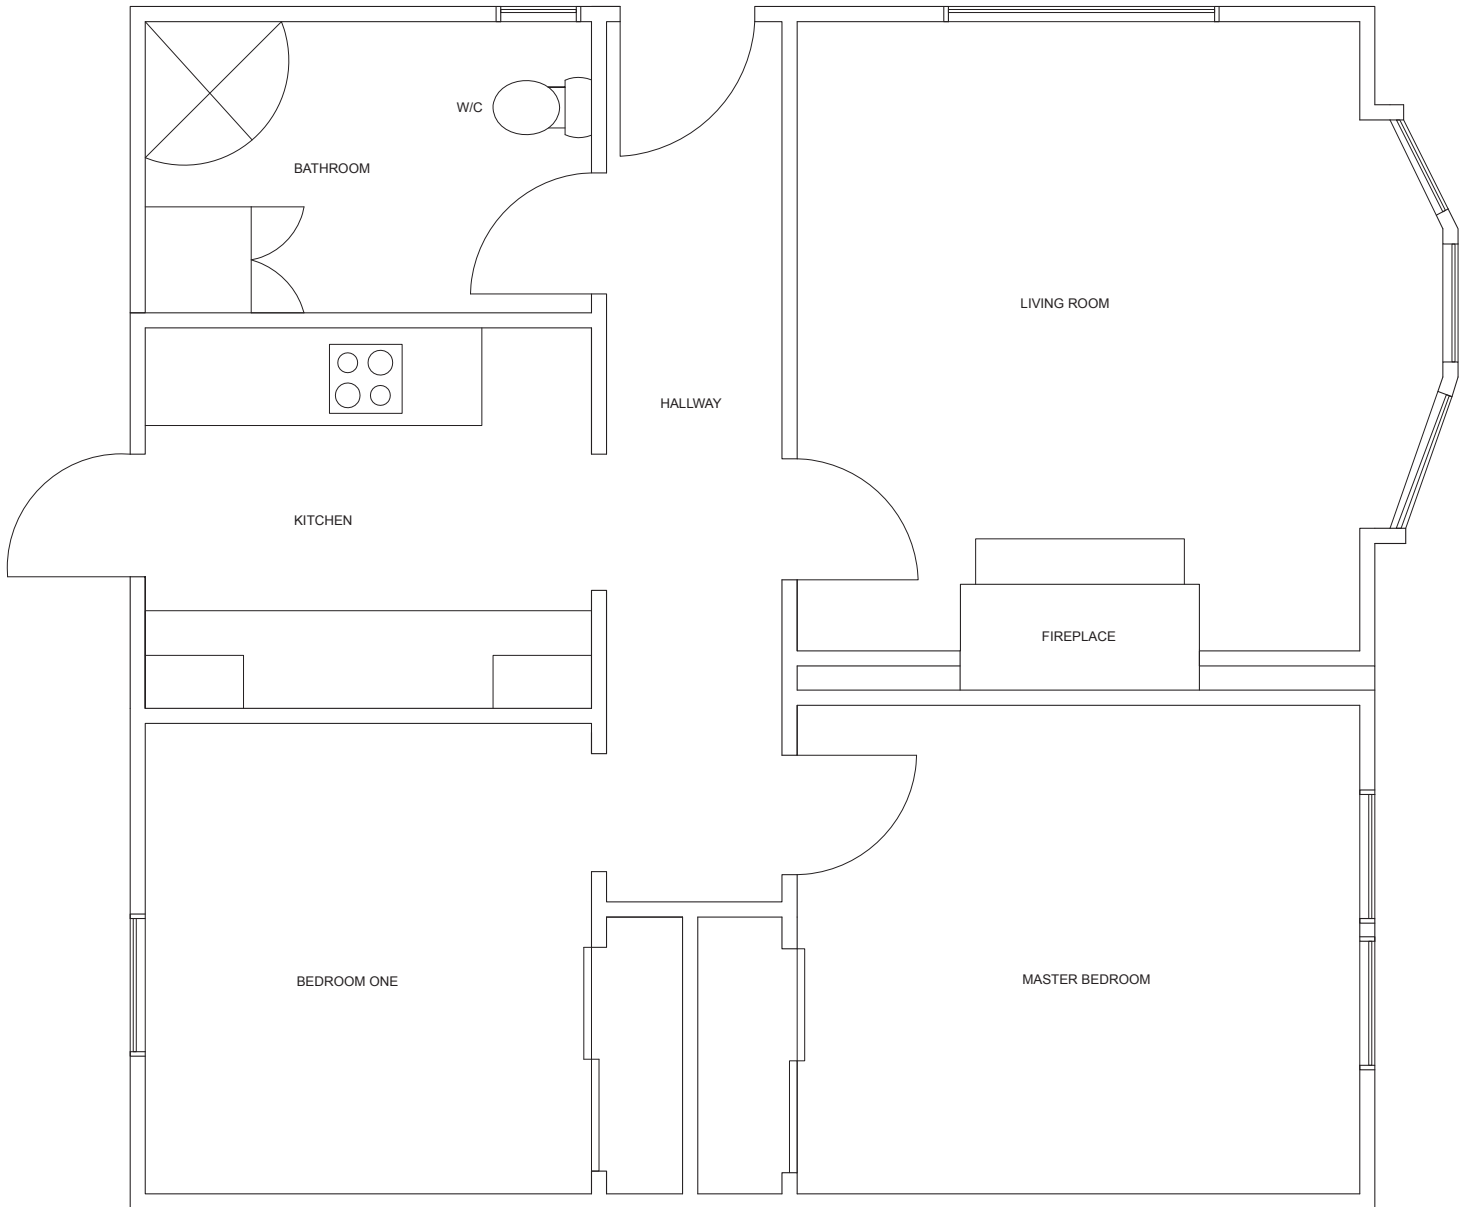 W/C
BATHROOM
LIVING ROOM
HALLWAY
KITCHEN
FIREPLACE
BEDROOM ONE
MASTER BEDROOM